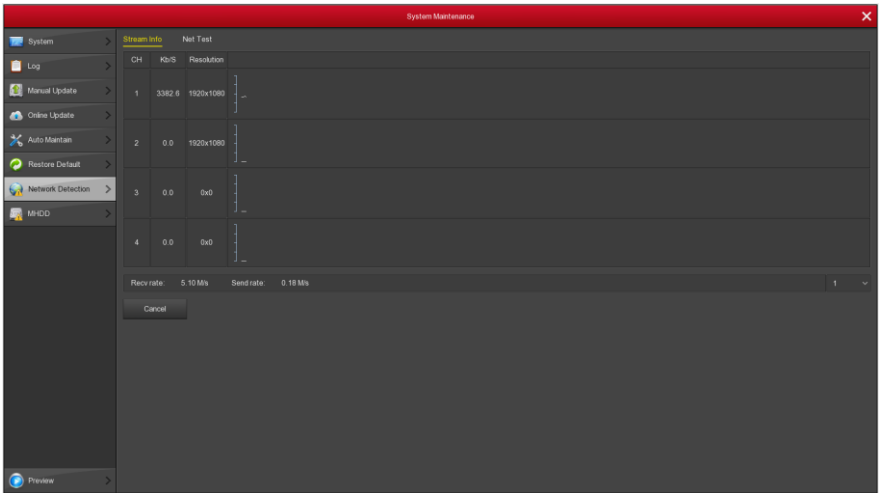 System Maintenance
System
Log
Manual Update
Online Update
Auto Maintain
Restore Default
Network Detection
MHDD
Preview
Stream Info Net Test
CH Kb/S Resolution
1 3382.6 1920x1080
2 0.0 1920x1080
3 0.0 0x0
4 0.0 0x0
Recv rate: 5.10 M/s Send rate: 0.18 M/s 1
Cancel